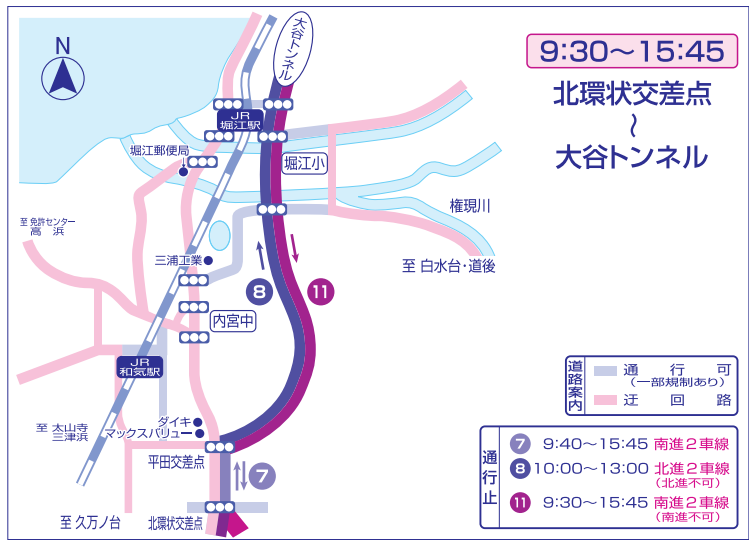 N
大谷トンネル
9:30〜15:45
北環状交差点
〜
大谷トンネル
JR
堀江駅
堀江郵便局
堀江小
権現川
至 免許センター
高 浜
三浦工業
至 白水台・道後
8
11
内宮中
JR
和気駅
至 太山寺
三津浜
ダイキ
マックスバリュー
平田交差点
7
至 久万ノ台
北環状交差点
道路案内
通 行 可
(一部規制あり)
迂 回 路
通行止
7 9:40〜15:45 南進2車線
8 10:00〜13:00 北進2車線
(北進不可)
11 9:30〜15:45 南進2車線
(南進不可)